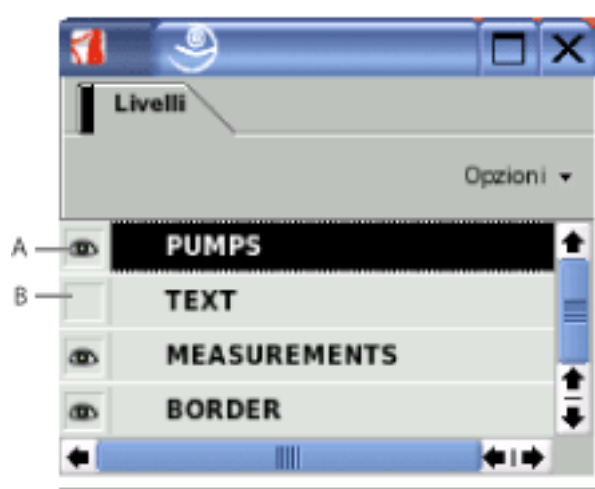 Livelli
Opzioni
A PUMPS
B TEXT
MEASUREMENTS
BORDER